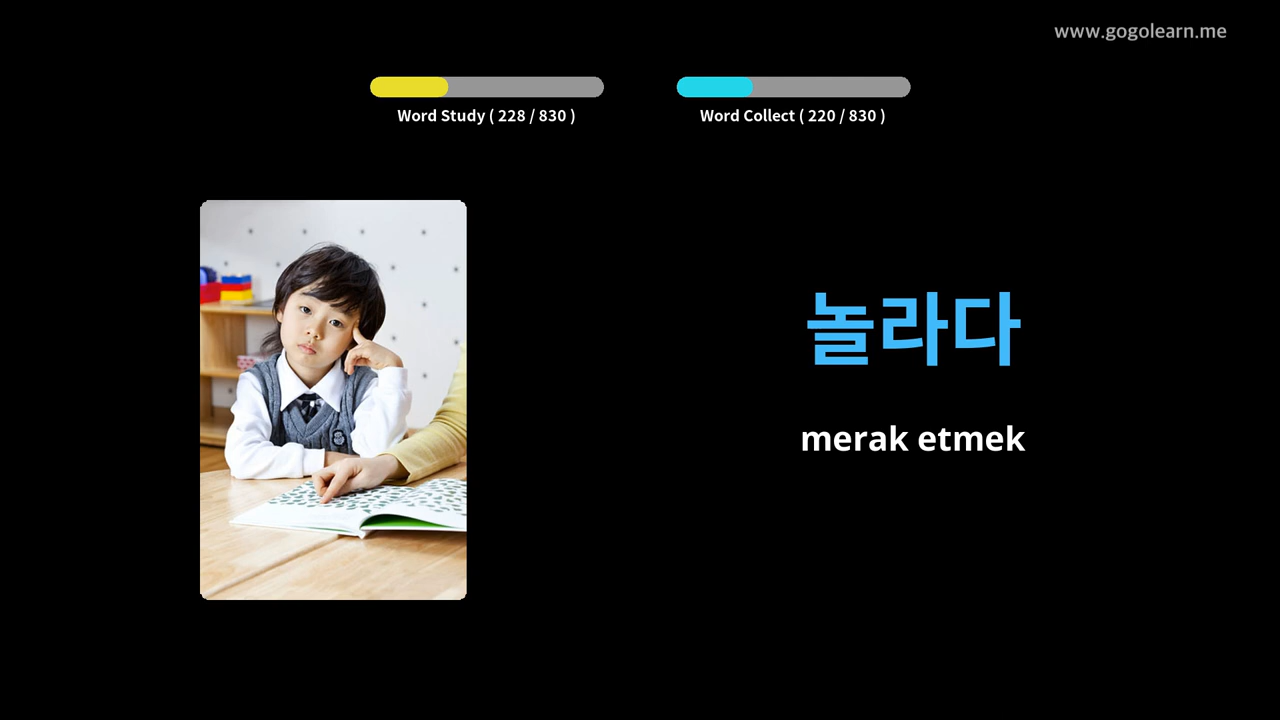 www.gogolearn.me
Word Study ( 228 / 830 )
Word Collect ( 220 / 830 )
놀라다
merak etmek